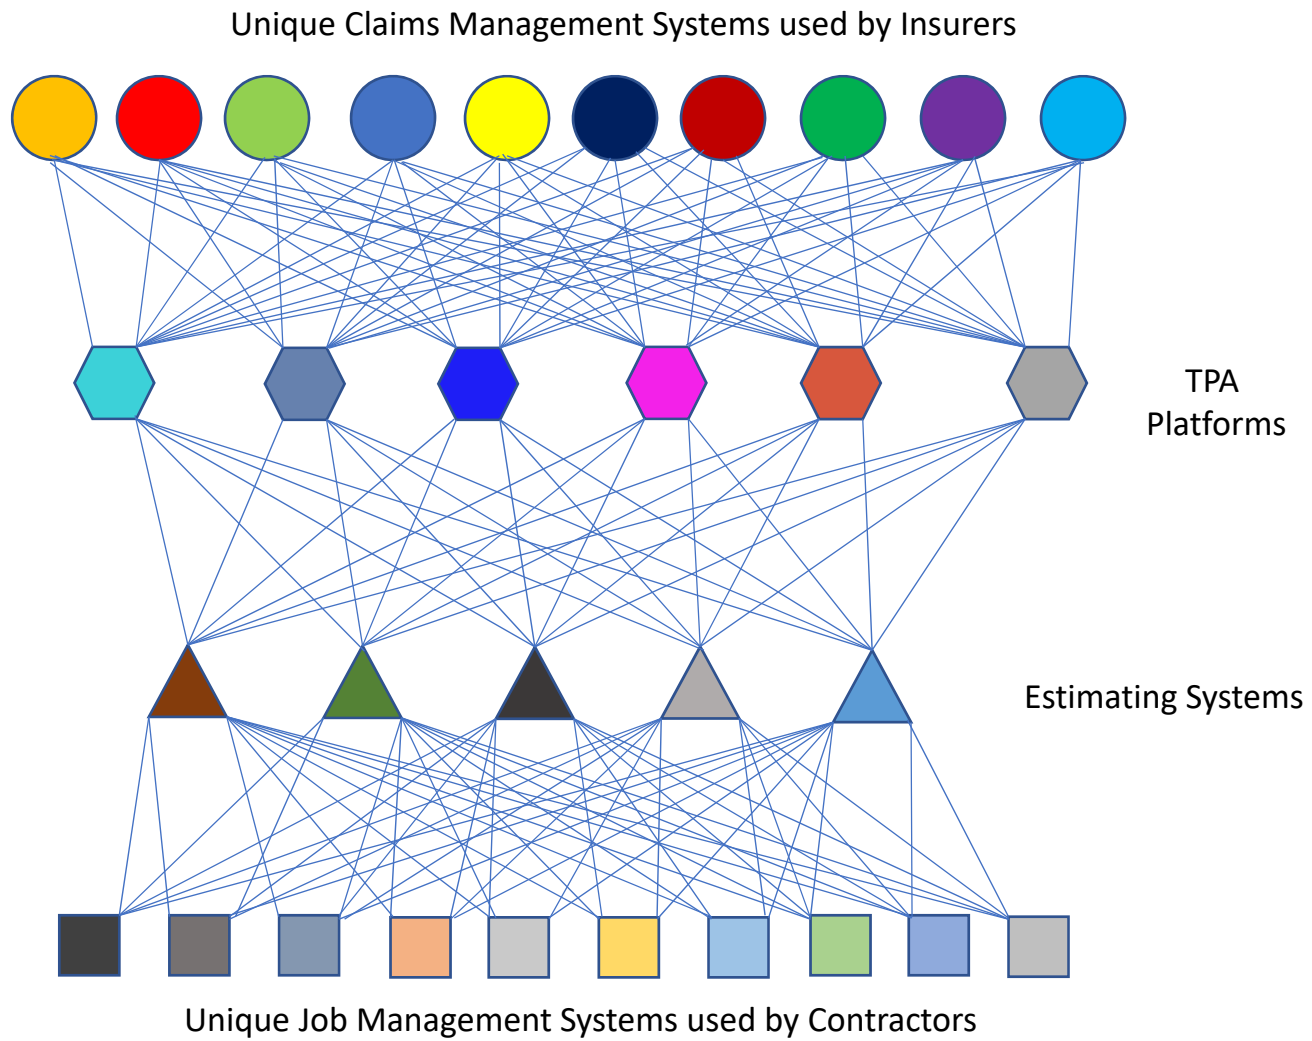 Unique Claims Management Systems used by Insurers
TPA
Platforms
Estimating Systems
Unique Job Management Systems used by Contractors